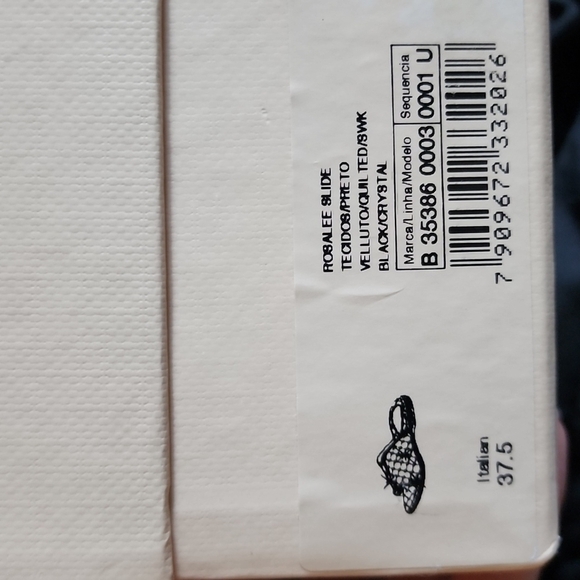 ROSALEE SLIDE
TECIDOS/PRETO
VELLUTO/QUILTED/SWK
BLACK/CRYSTAL
Marca/Linha/Modelo Sequencia
B 35386 0003 0001 U
7 909672 332026
Italian
37.5